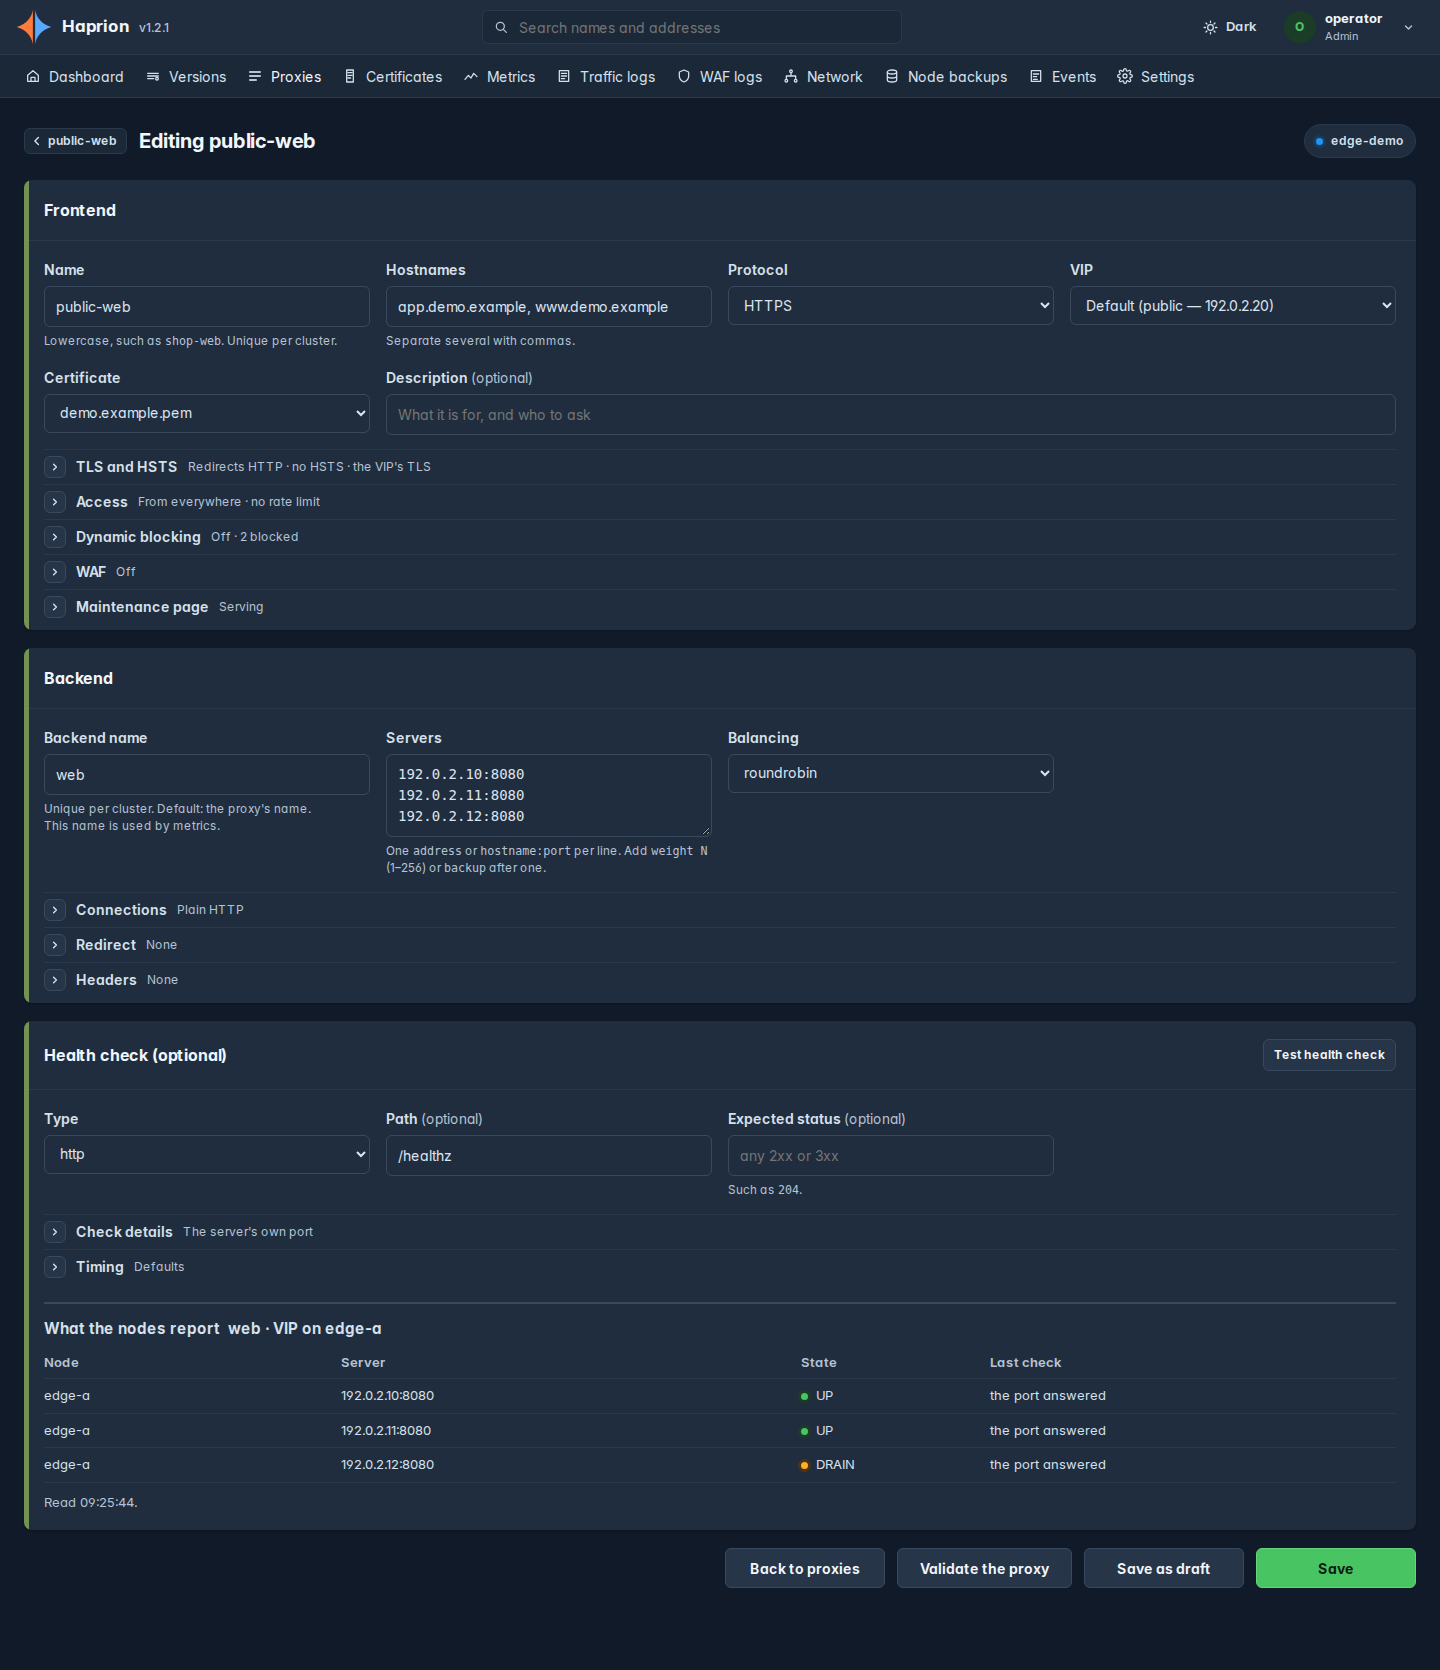 Haprion v1.2.1
Search names and addresses
Dark
O
operator
Admin
Dashboard Versions Proxies Certificates Metrics Traffic logs WAF logs Network Node backups Events Settings
public-web
Editing public-web
edge-demo
Frontend
Name Hostnames Protocol VIP
public-web app.demo.example, www.demo.example HTTPS Default (public — 192.0.2.20)
Lowercase, such as shop-web. Unique per cluster. Separate several with commas.
Certificate Description (optional)
demo.example.pem What it is for, and who to ask
TLS and HSTS Redirects HTTP · no HSTS · the VIP's TLS
Access From everywhere · no rate limit
Dynamic blocking Off · 2 blocked
WAF Off
Maintenance page Serving
Backend
Backend name Servers Balancing
web
192.0.2.10:8080
192.0.2.11:8080
192.0.2.12:8080
roundrobin
Unique per cluster. Default: the proxy's name.
This name is used by metrics.
One address or hostname:port per line. Add weight N
(1–256) or backup after one.
Connections Plain HTTP
Redirect None
Headers None
Health check (optional)
Test health check
Type Path (optional) Expected status (optional)
http /healthz any 2xx or 3xx
Such as 204.
Check details The server's own port
Timing Defaults
What the nodes report web · VIP on edge-a
Node Server State Last check
edge-a 192.0.2.10:8080 UP the port answered
edge-a 192.0.2.11:8080 UP the port answered
edge-a 192.0.2.12:8080 DRAIN the port answered
Read 09:25:44.
Back to proxies Validate the proxy Save as draft Save